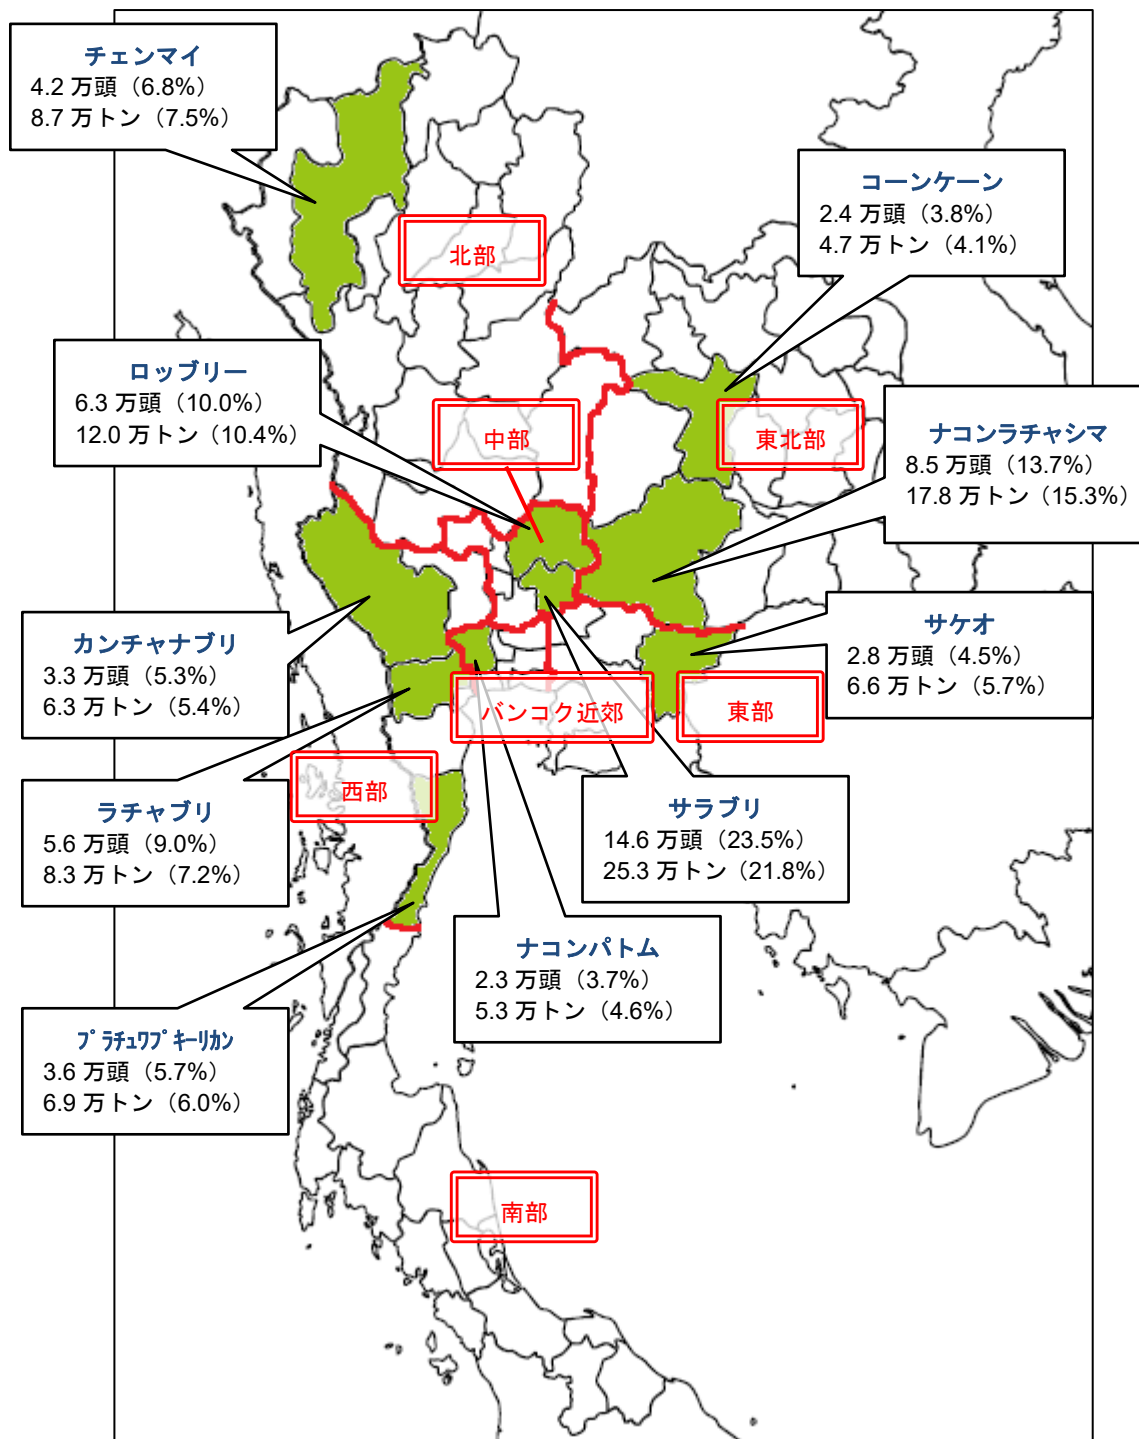 チェンマイ
4.2 万頭（6.8%）
8.7 万トン（7.5%）
コーンケーン
2.4 万頭（3.8%）
4.7 万トン（4.1%）
北部
ロッブリー
6.3 万頭（10.0%）
12.0 万トン（10.4%）
中部
東北部
ナコンラチャシマ
8.5 万頭（13.7%）
17.8 万トン（15.3%）
カンチャナブリ
3.3 万頭（5.3%）
6.3 万トン（5.4%）
サケオ
2.8 万頭（4.5%）
6.6 万トン（5.7%）
バンコク近郊
東部
西部
ラチャブリ
5.6 万頭（9.0%）
8.3 万トン（7.2%）
サラブリ
14.6 万頭（23.5%）
25.3 万トン（21.8%）
ナコンパトム
2.3 万頭（3.7%）
5.3 万トン（4.6%）
ﾌﾟﾗﾁｭﾜﾌﾟｷｰﾘｶﾝ
3.6 万頭（5.7%）
6.9 万トン（6.0%）
南部